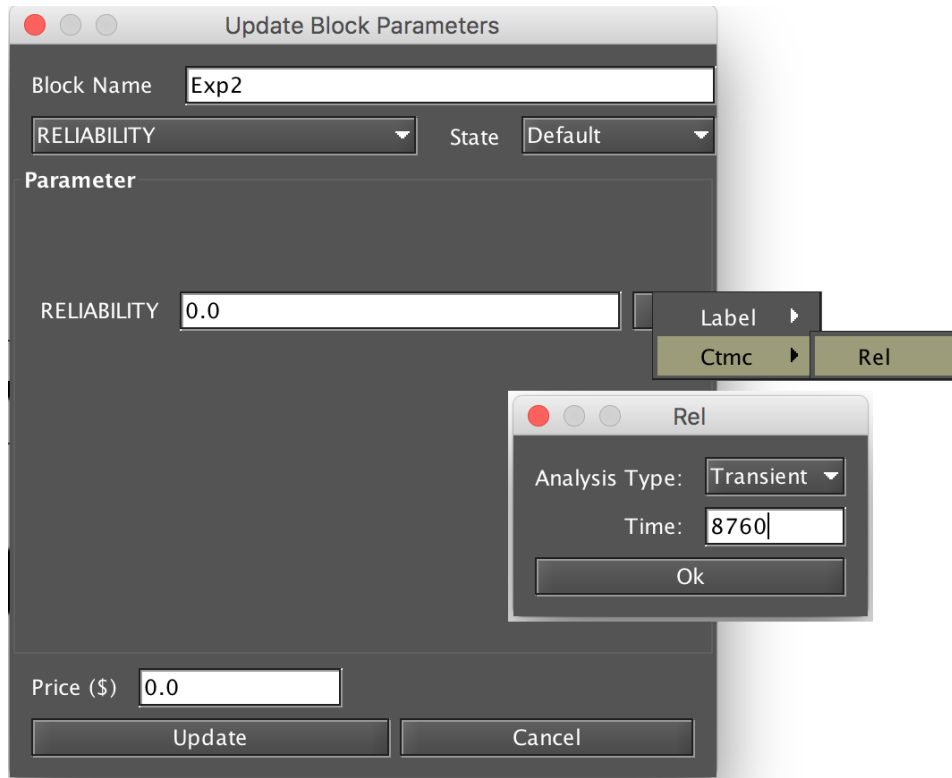 Update Block Parameters
Block Name Exp2
RELIABILITY State Default
Parameter
RELIABILITY 0.0
Label
Ctmc Rel
Rel
Analysis Type: Transient
Time: 8760
Ok
Price ($) 0.0
Update Cancel